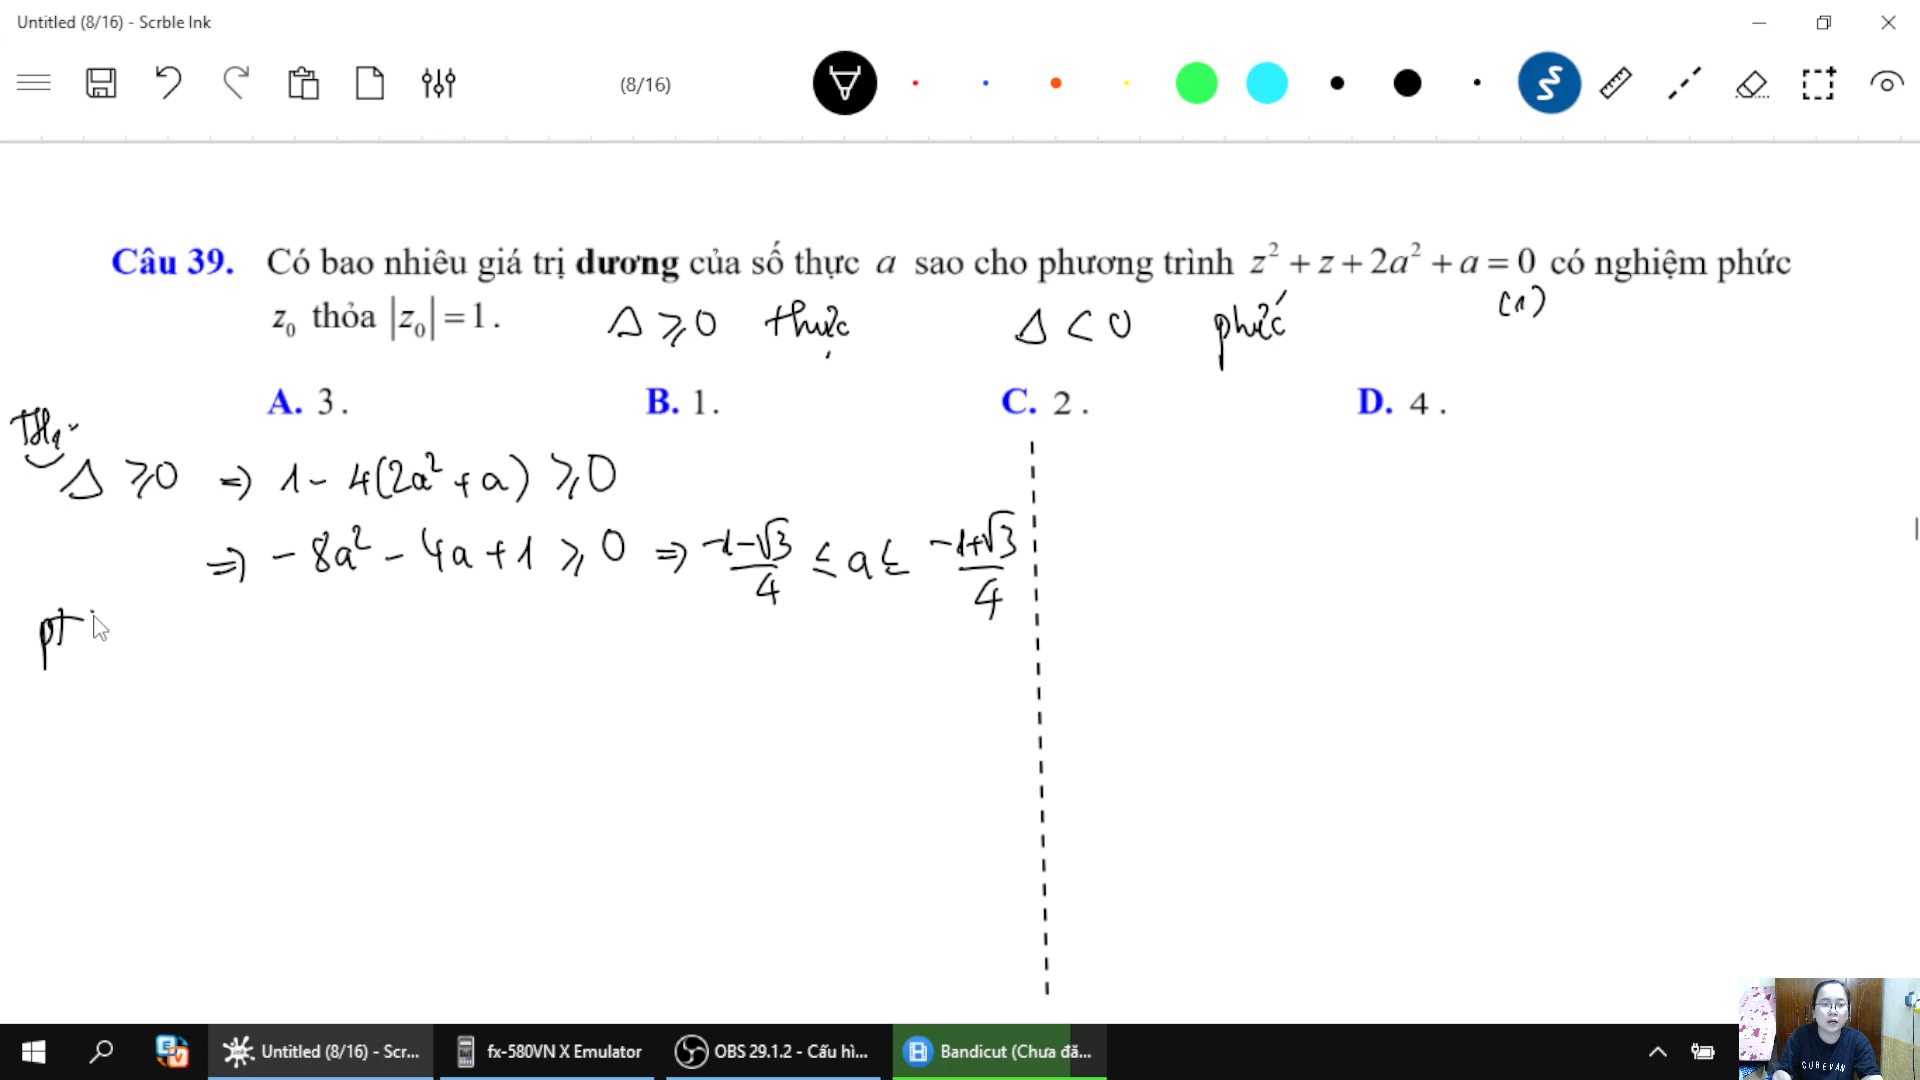 Untitled (8/16) - Scrble Ink
(8/16)
Câu 39. Có bao nhiêu giá trị dương của số thực a sao cho phương trình z² + z + 2a² + a = 0 có nghiệm phức
(1)
z₀ thỏa |z₀| = 1.
Δ ⩾ 0 thực Δ < 0 phức
A. 3. B. 1. C. 2. D. 4.
TH₁.
Δ ⩾ 0 => 1 - 4(2a² + a) ⩾ 0
=> -8a² - 4a + 1 ⩾ 0 => (-1-√3)/4 ≤ a ≤ (-1+√3)/4
pt
Untitled (8/16) - Scr... fx-580VN X Emulator OBS 29.1.2 - Cấu hì... Bandicut (Chưa đă...